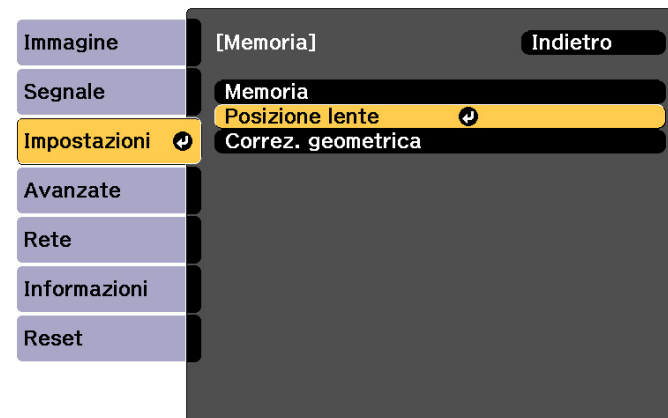 Immagine
Segnale
Impostazioni
Avanzate
Rete
Informazioni
Reset
[Memoria] Indietro
Memoria
Posizione lente
Correz. geometrica